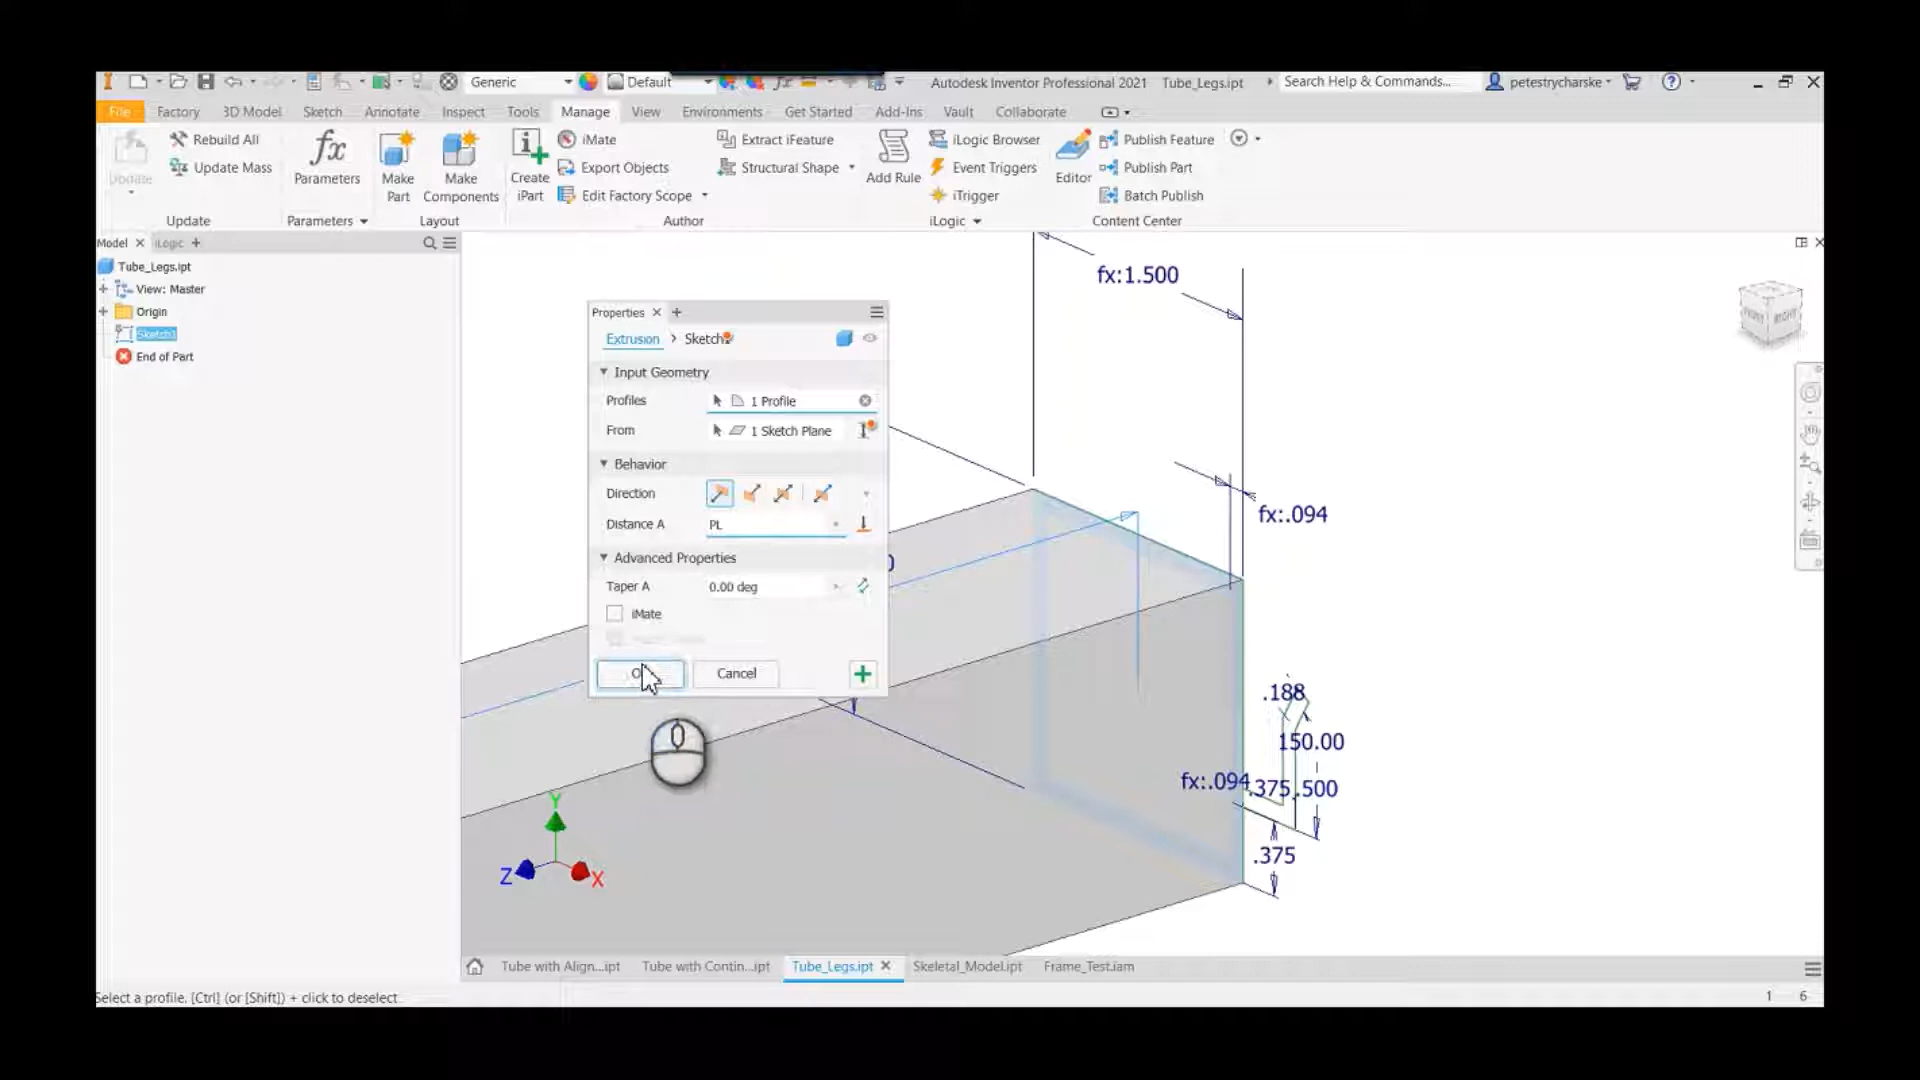 Generic Default Autodesk Inventor Professional 2021 Tube_Legs.ipt Search Help & Commands... petestrycharske
File Factory 3D Model Sketch Annotate Inspect Tools Manage View Environments Get Started Add-Ins Vault Collaborate
Update
Rebuild All
Update Mass
Update
fx
Parameters
Parameters
Make Part
Make Components
Layout
Create iPart
iMate
Export Objects
Edit Factory Scope
Extract iFeature
Structural Shape
Author
Add Rule
iLogic Browser
Event Triggers
iTrigger
iLogic
Editor
Publish Feature
Publish Part
Batch Publish
Content Center
Model iLogic
Tube_Legs.ipt
View: Master
Origin
Sketch1
End of Part
Properties
Extrusion > Sketch
Input Geometry
Profiles 1 Profile
From 1 Sketch Plane
Behavior
Direction
Distance A PL
Advanced Properties
Taper A 0.00 deg
iMate
Cancel
fx:1.500
fx:.094
.188
150.00
fx:.094
.375
.500
.375
FRONT RIGHT
Y
Z
X
Tube with Align...ipt Tube with Contin...ipt Tube_Legs.ipt Skeletal_Model.ipt Frame_Test.iam
Select a profile. [Ctrl] (or [Shift]) + click to deselect
1 6